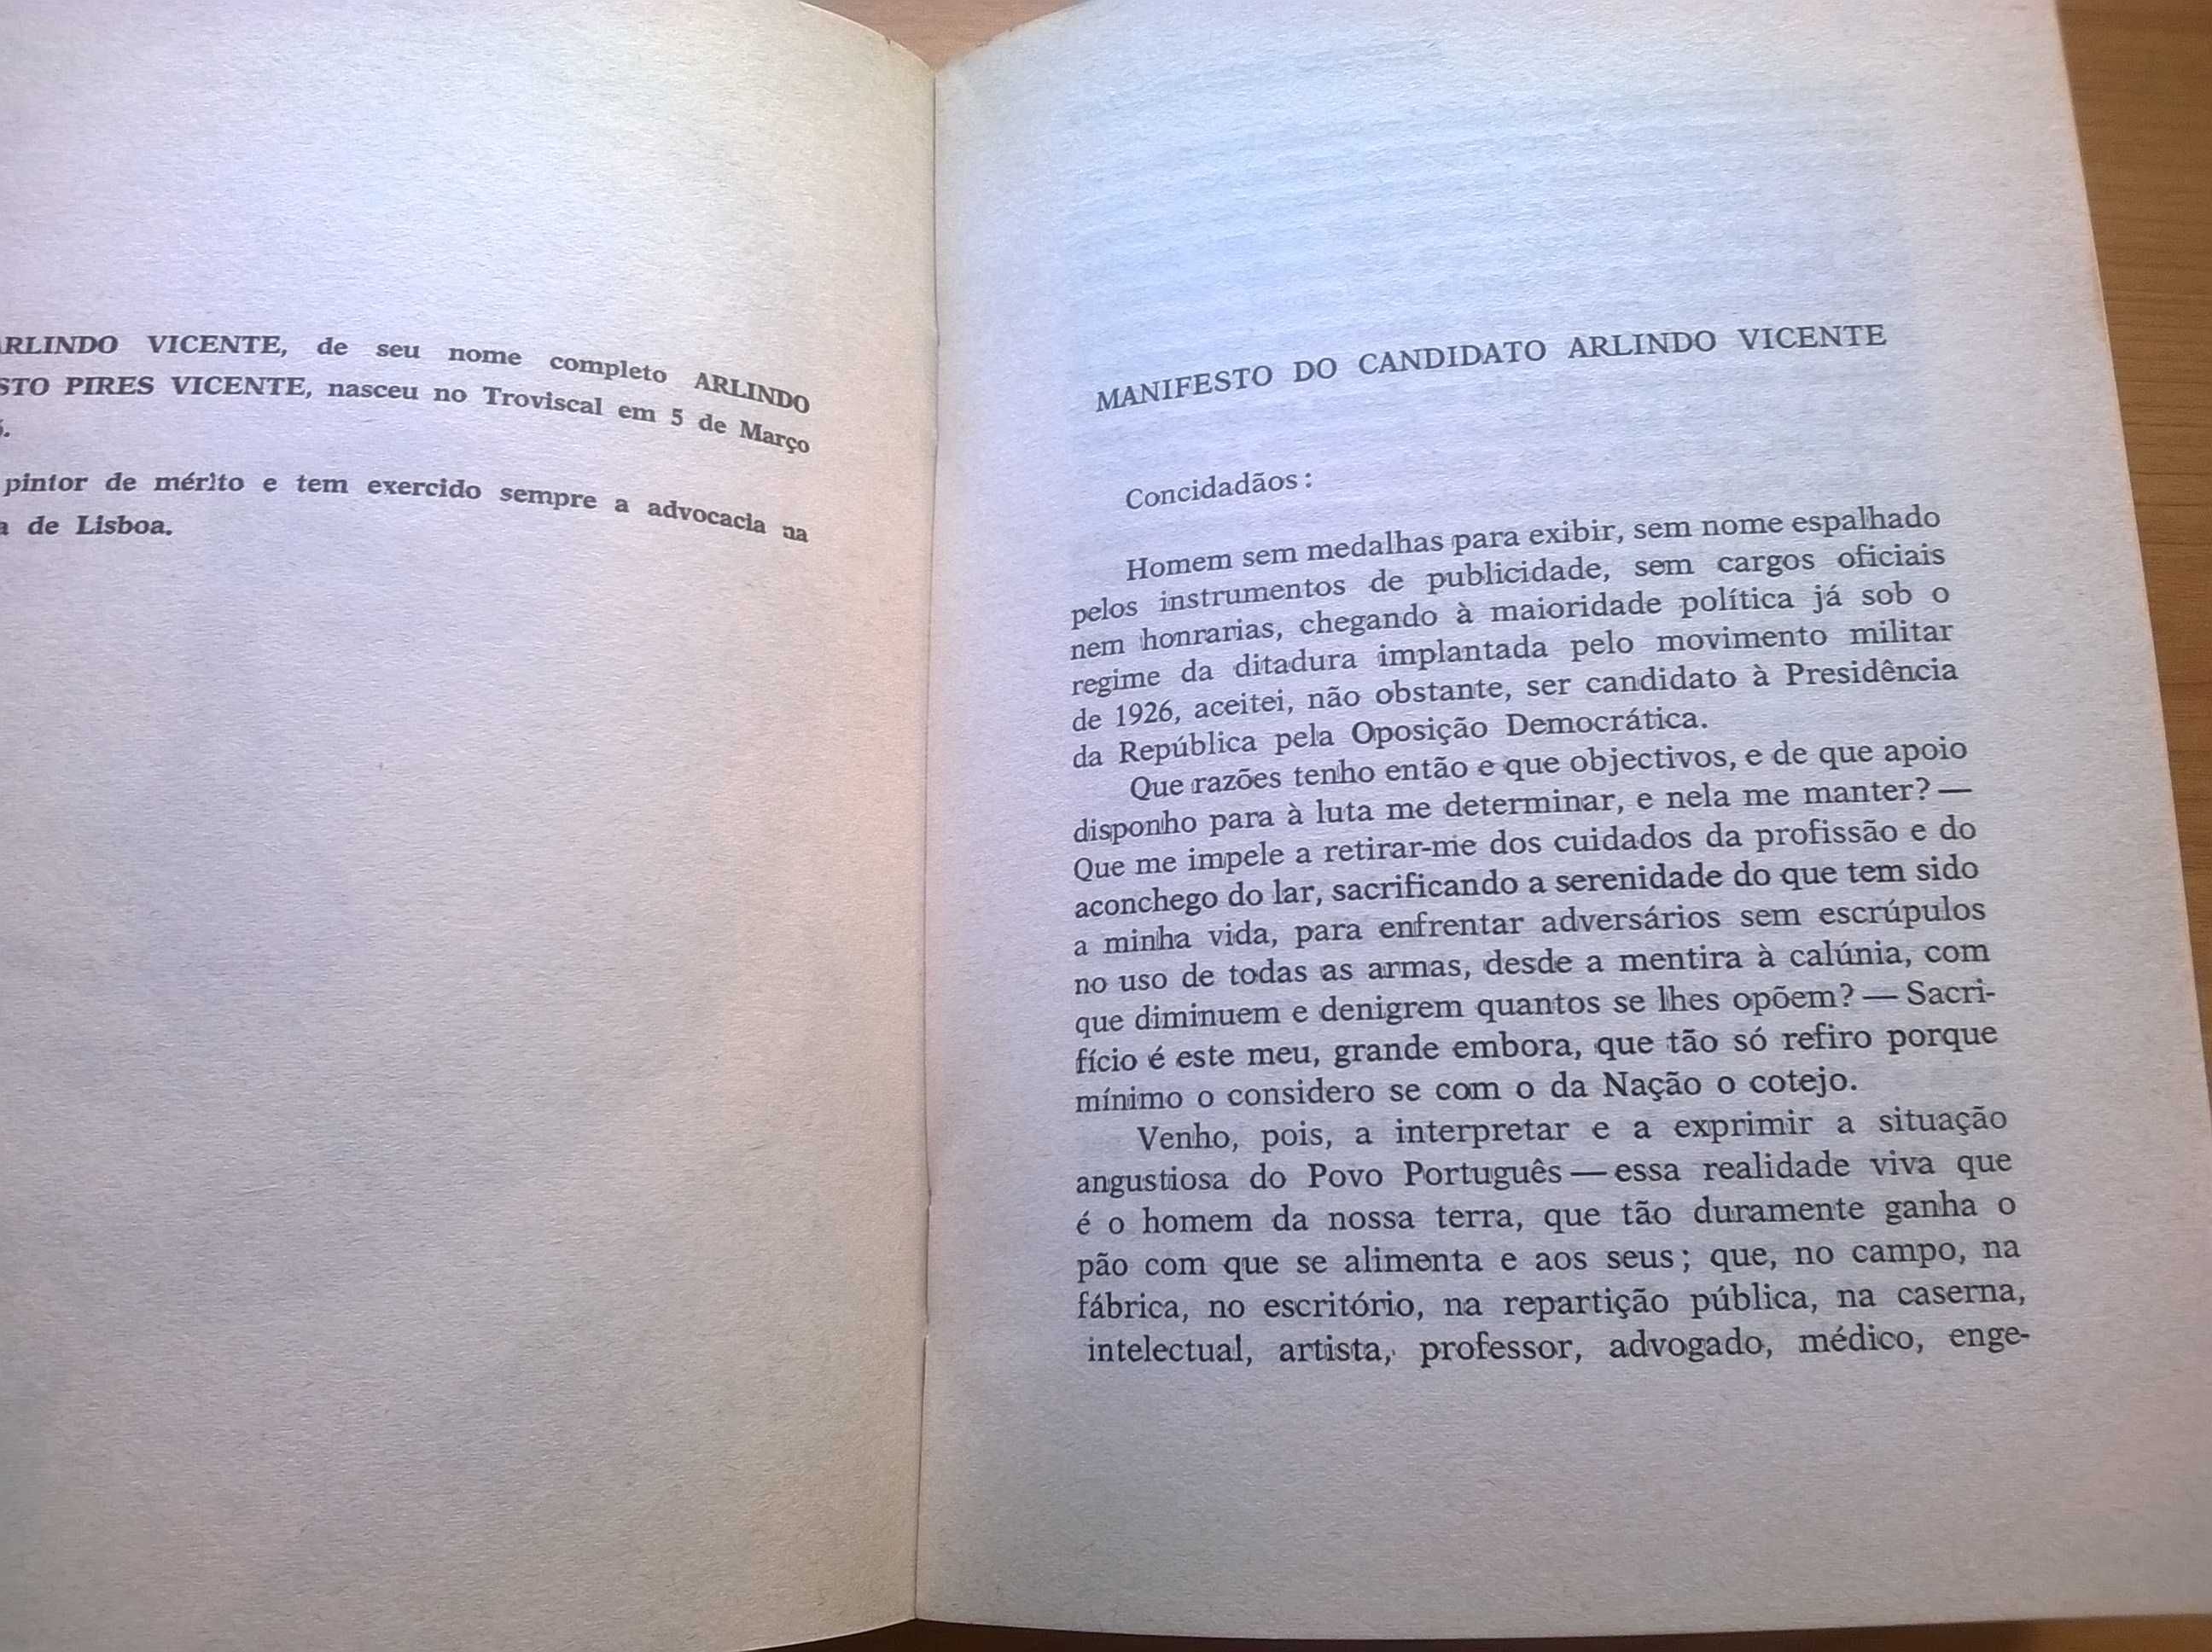 ARLINDO VICENTE, de seu nome completo ARLINDO
STO PIRES VICENTE, nasceu no Troviscal em 5 de Março
pintor de mérito e tem exercido sempre a advocacia na
a de Lisboa.
MANIFESTO DO CANDIDATO ARLINDO VICENTE
Concidadãos:
Homem sem medalhas para exibir, sem nome espalhado
pelos instrumentos de publicidade, sem cargos oficiais
nem honrarias, chegando à maioridade política já sob o
regime da ditadura implantada pelo movimento militar
de 1926, aceitei, não obstante, ser candidato à Presidência
da República pela Oposição Democrática.
Que razões tenho então e que objectivos, e de que apoio
disponho para à luta me determinar, e nela me manter? —
Que me impele a retirar-me dos cuidados da profissão e do
aconchego do lar, sacrificando a serenidade do que tem sido
a minha vida, para enfrentar adversários sem escrúpulos
no uso de todas as armas, desde a mentira à calúnia, com
que diminuem e denigrem quantos se lhes opõem? — Sacri-
fício é este meu, grande embora, que tão só refiro porque
mínimo o considero se com o da Nação o cotejo.
Venho, pois, a interpretar e a exprimir a situação
angustiosa do Povo Português — essa realidade viva que
é o homem da nossa terra, que tão duramente ganha o
pão com que se alimenta e aos seus; que, no campo, na
fábrica, no escritório, na repartição pública, na caserna,
intelectual, artista, professor, advogado, médico, enge-